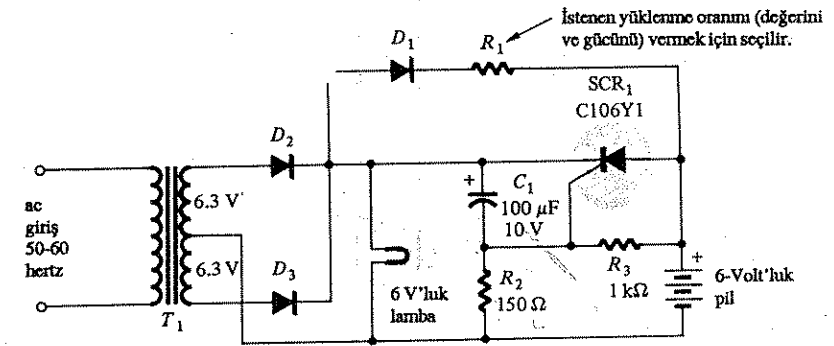 İstenen yüklenme oranını (değerini
ve gücünü) vermek için seçilir.
D1
R1
SCR1
C106Y1
D2
+
C1
100 µF
10 V
ac
giriş
50-60
hertz
6.3 V
6.3 V
T1
D3
6 V'luk
lamba
R2
150 Ω
R3
1 kΩ
+
6-Volt'luk
pil